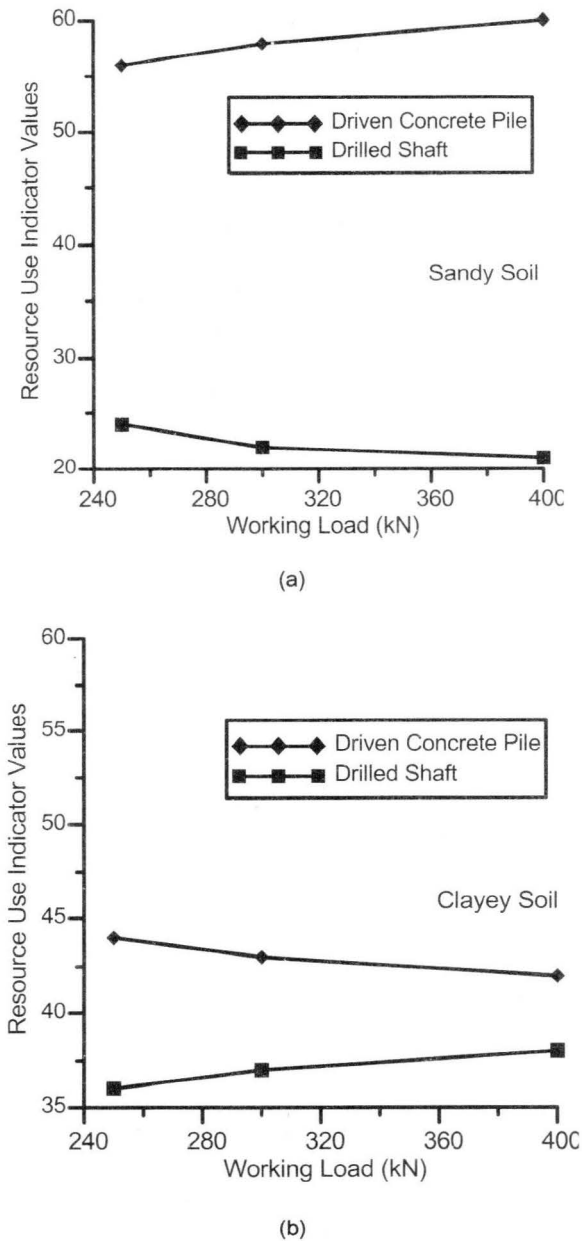 60
50
40
30
20
Resource Use Indicator Values
Driven Concrete Pile
Drilled Shaft
Sandy Soil
240 280 320 360 400
Working Load (kN)
(a)
60
55
50
45
40
35
Resource Use Indicator Values
Driven Concrete Pile
Drilled Shaft
Clayey Soil
240 280 320 360 400
Working Load (kN)
(b)